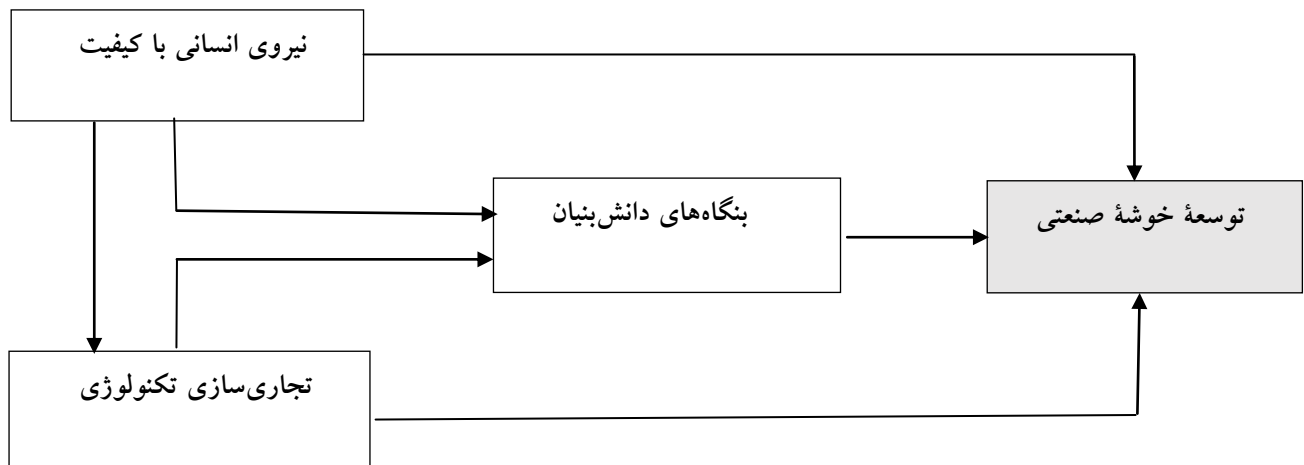 نیروی انسانی با کیفیت
بنگاه‌های دانش‌بنیان
توسعهٔ خوشهٔ صنعتی
تجاری‌سازی تکنولوژی